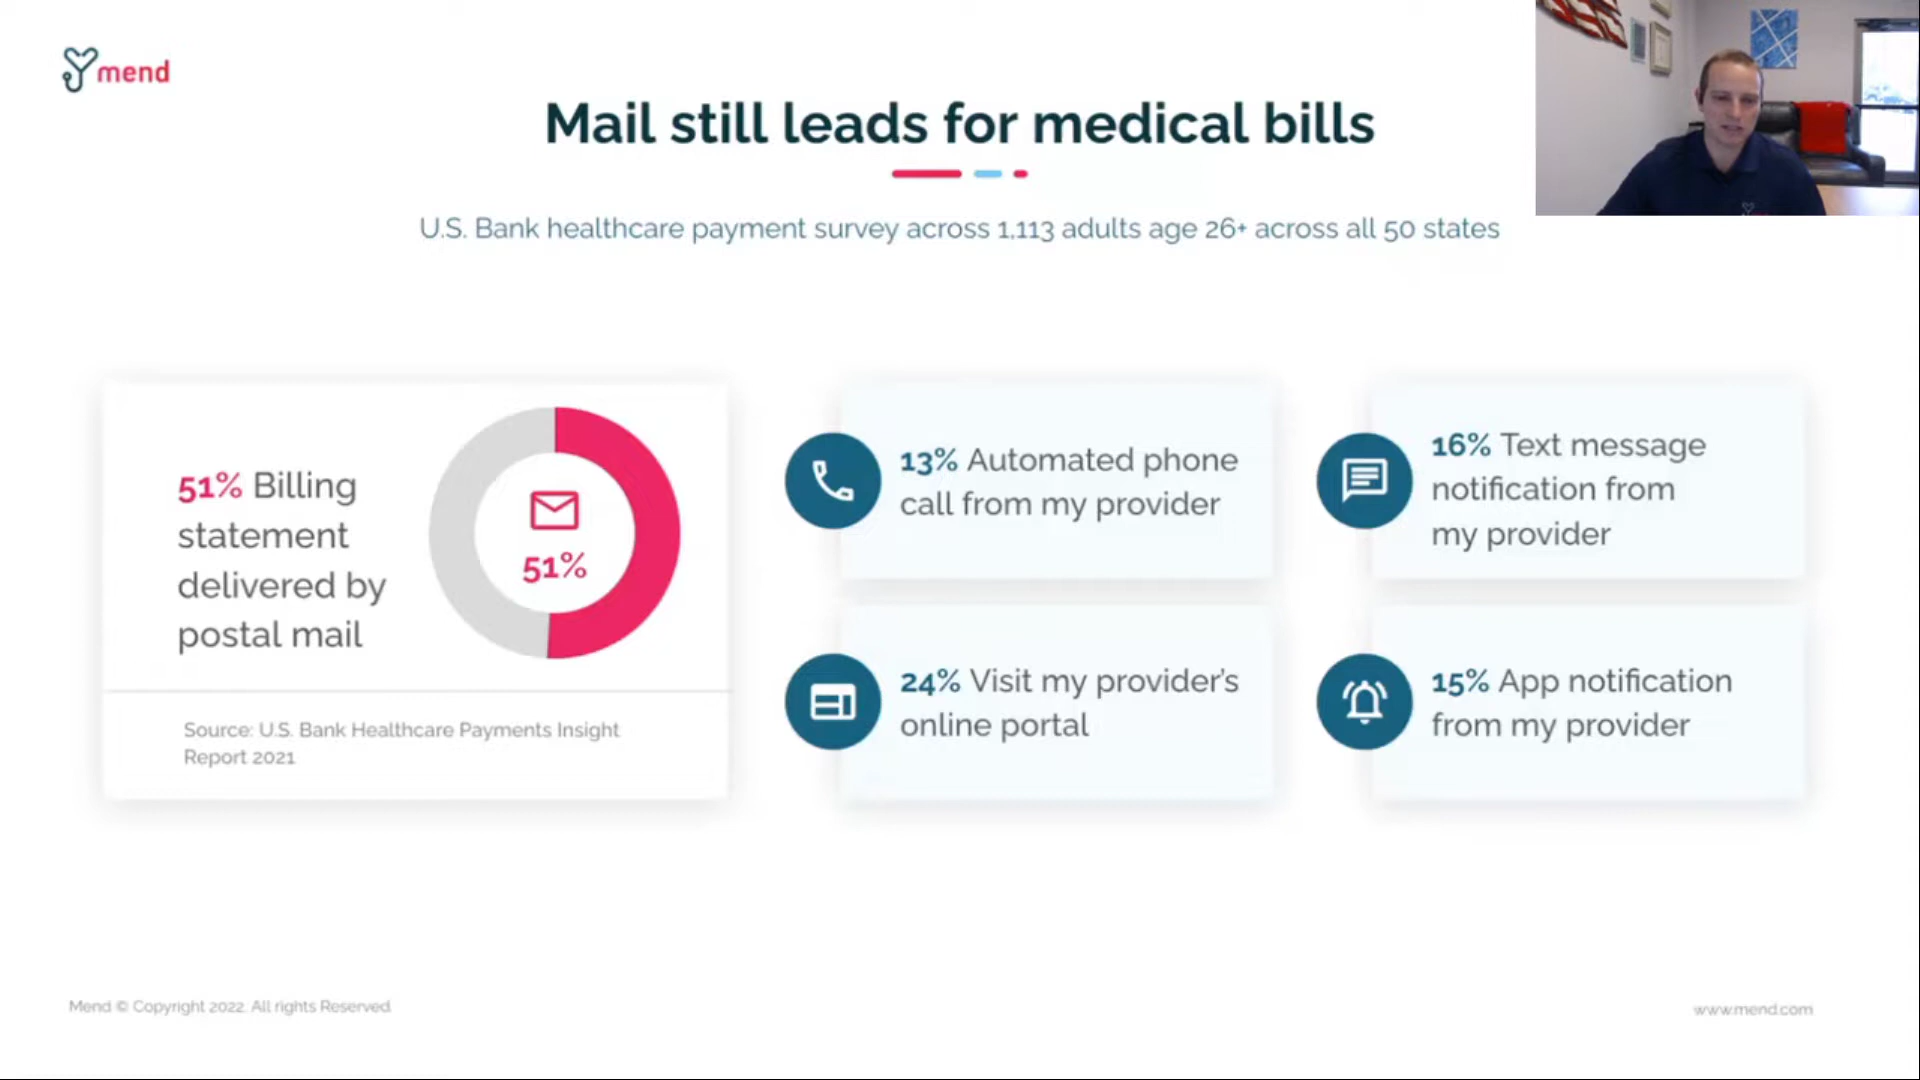 mend
Mail still leads for medical bills
U.S. Bank healthcare payment survey across 1,113 adults age 26+ across all 50 states
51% Billing
statement
delivered by
postal mail
51%
Source: U.S. Bank Healthcare Payments Insight
Report 2021
13% Automated phone
call from my provider
16% Text message
notification from
my provider
24% Visit my provider's
online portal
15% App notification
from my provider
Mend © Copyright 2022. All rights Reserved
www.mend.com